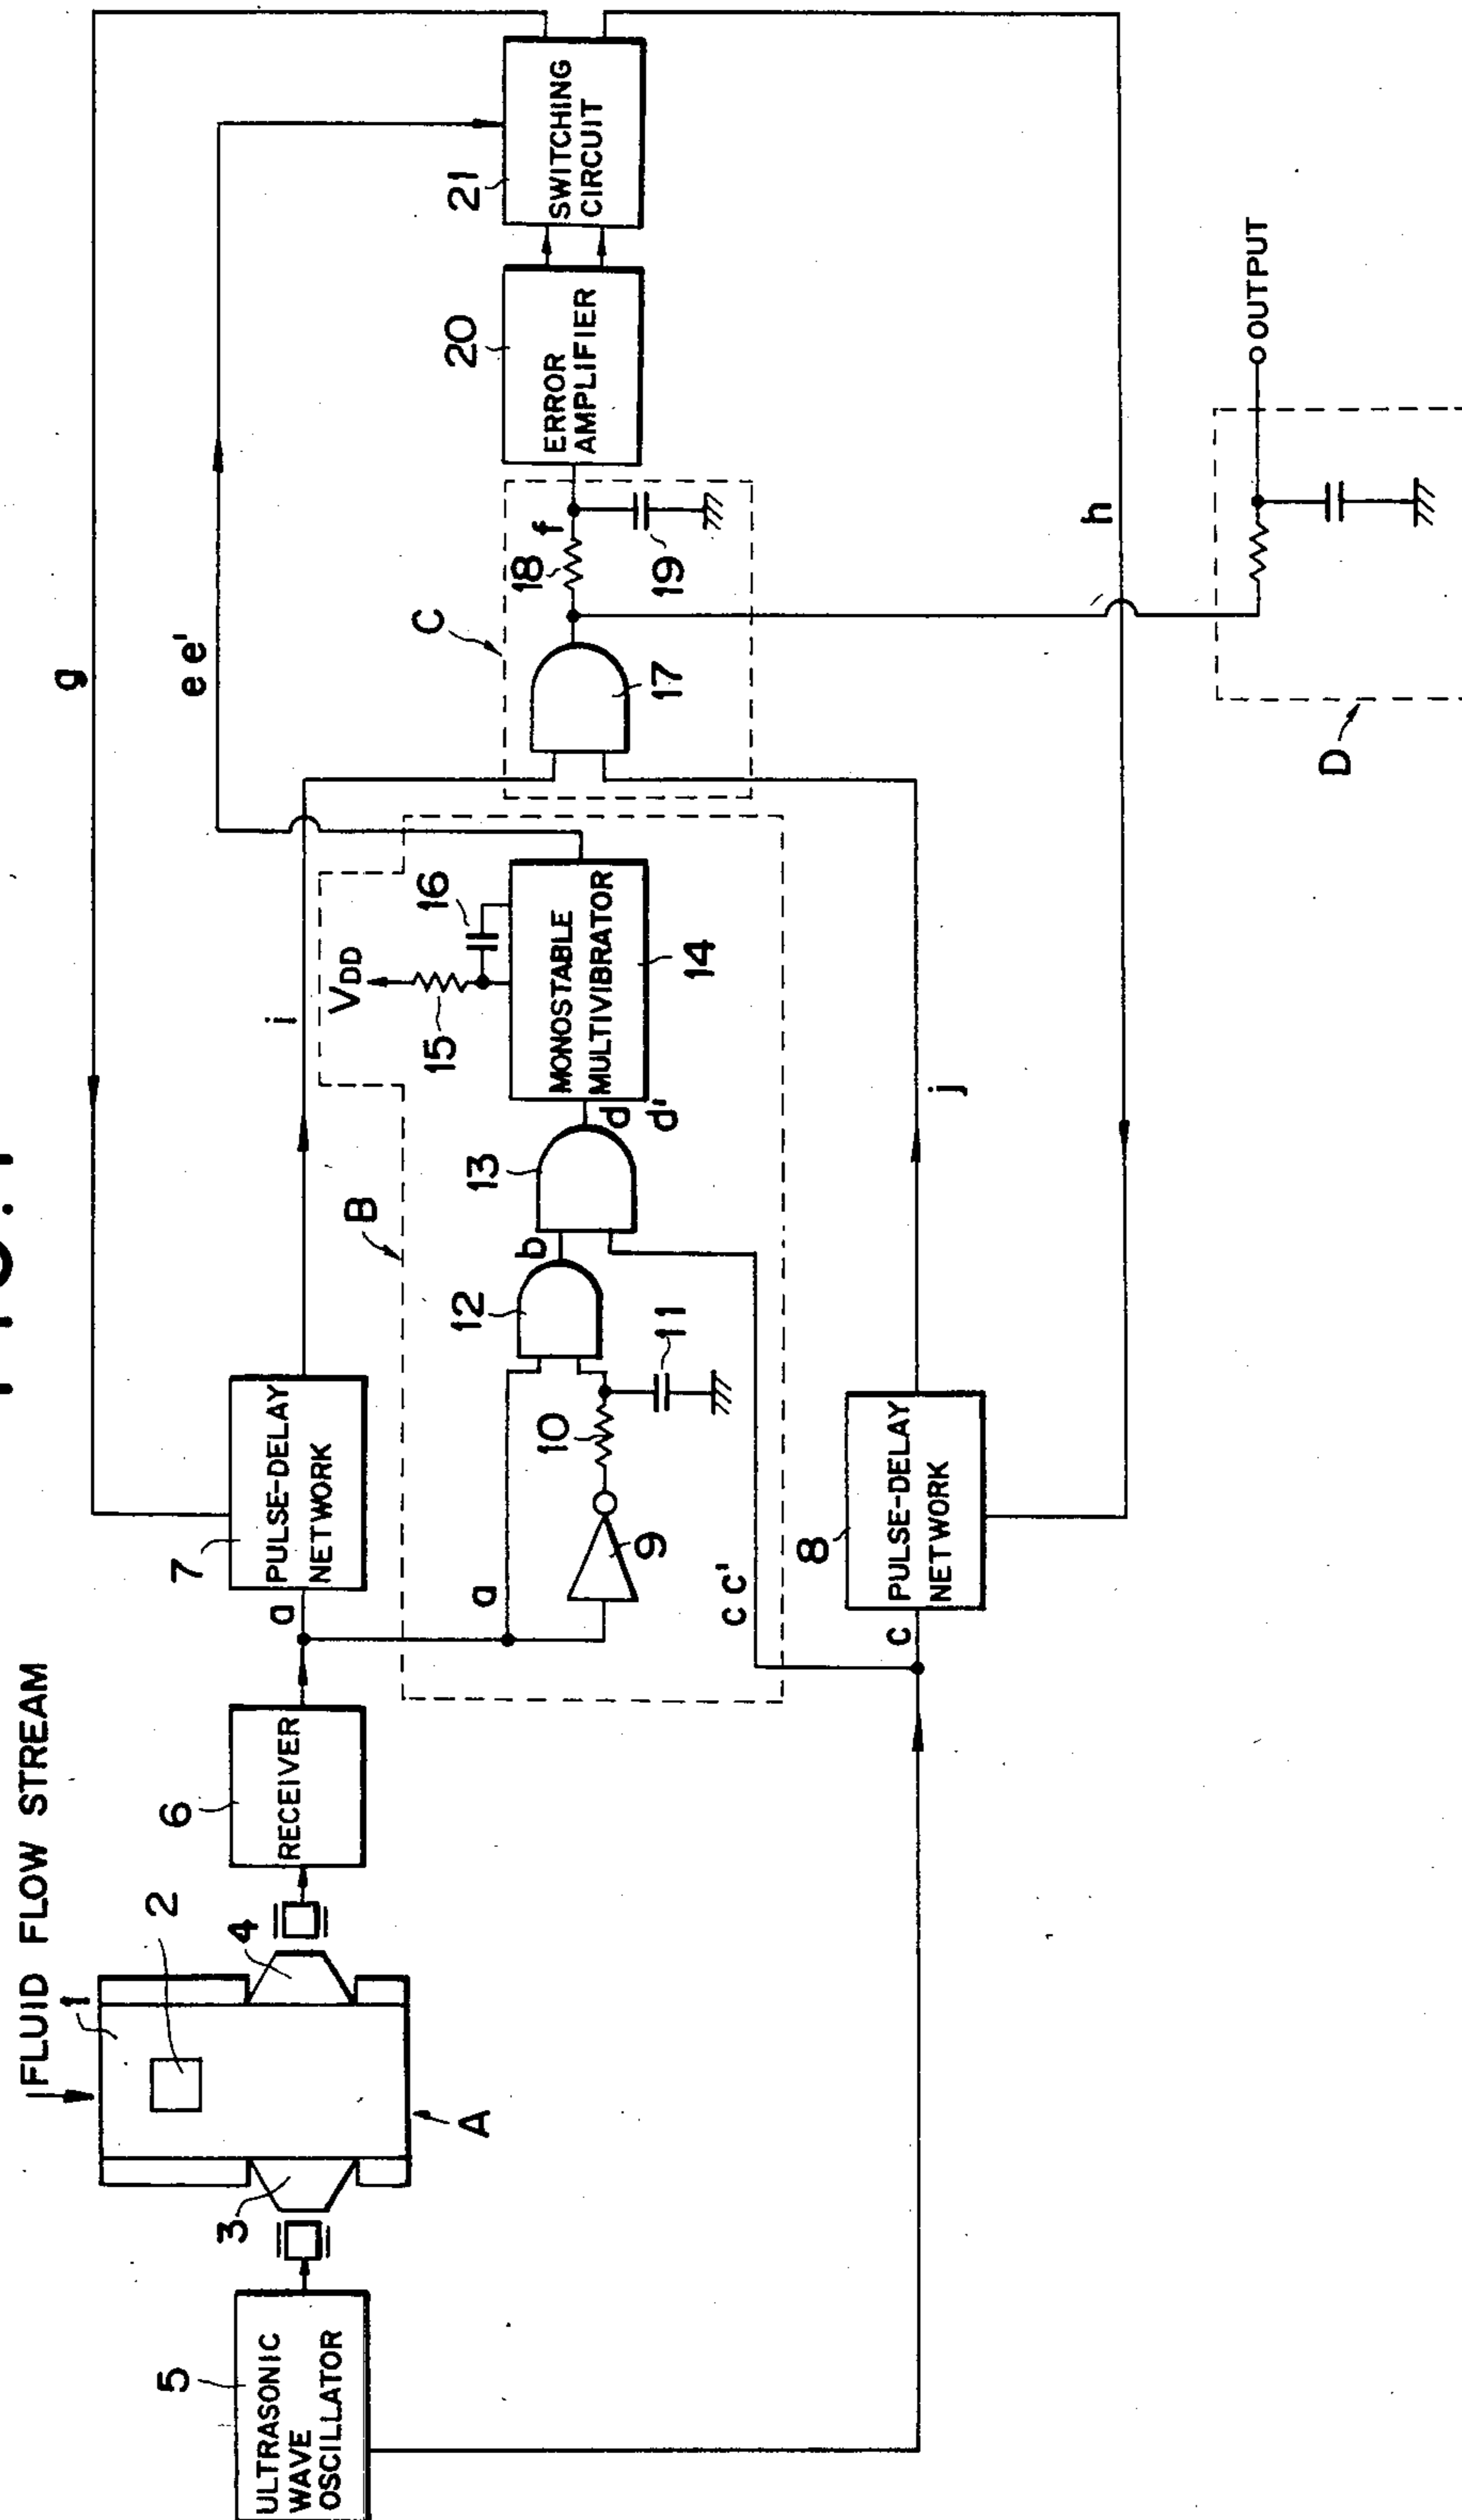 FLUID FLOW STREAM
5
ULTRASONIC
WAVE
OSCILLATOR
3
1
2
4
A
6
RECEIVER
a
7
PULSE-DELAY
NETWORK
g
i
e e'
a
9
10
11
12
b
13
B
d
d'
15
VDD
16
MONOSTABLE
MULTIVIBRATOR
14
c c'
c
8
PULSE-DELAY
NETWORK
j
h
C
17
18
f
19
20
ERROR
AMPLIFIER
21
SWITCHING
CIRCUIT
D
OUTPUT